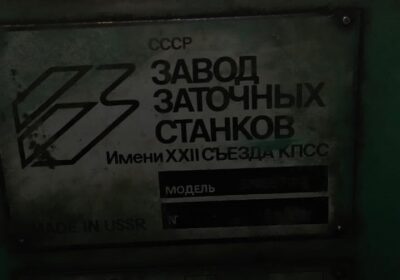 СССР
ЗАВОД
ЗАТОЧНЫХ
СТАНКОВ
Имени XXII СЪЕЗДА КПСС
МОДЕЛЬ
MADE IN USSR
N